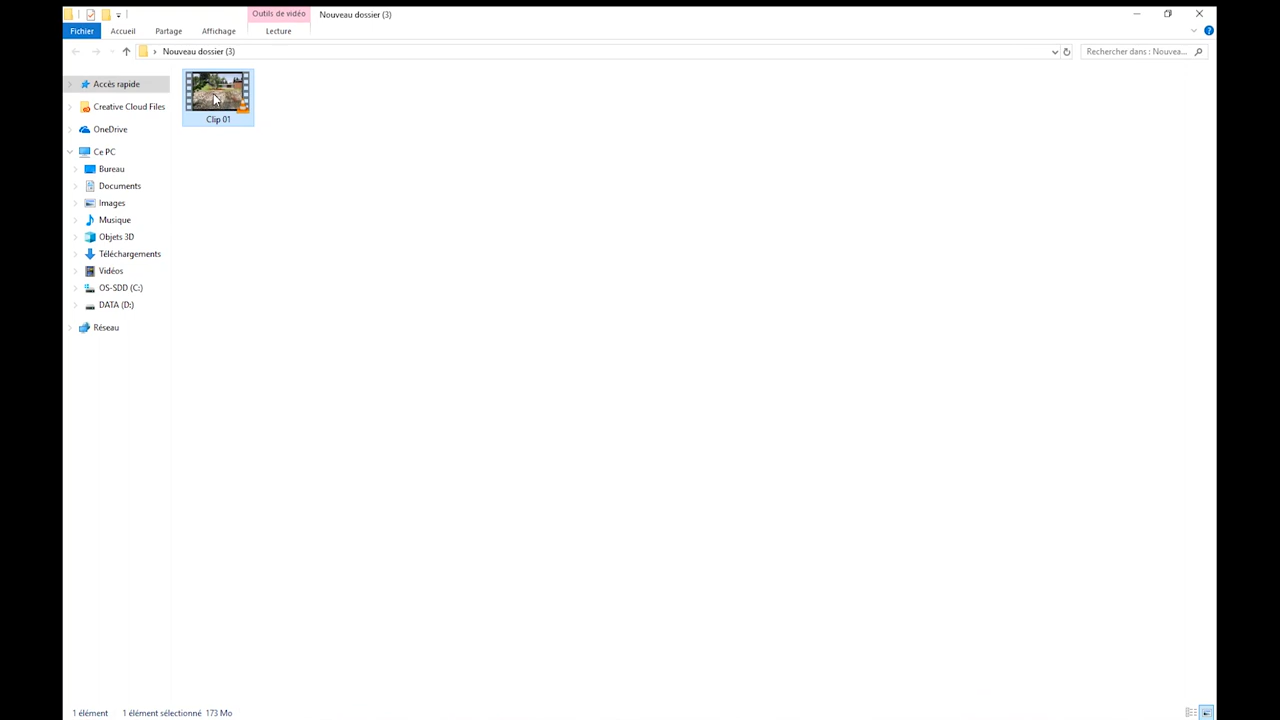 Outils de vidéo
Nouveau dossier (3)
Fichier
Accueil
Partage
Affichage
Lecture
Nouveau dossier (3)
Rechercher dans : Nouvea...
Accès rapide
Creative Cloud Files
OneDrive
Ce PC
Bureau
Documents
Images
Musique
Objets 3D
Téléchargements
Vidéos
OS-SDD (C:)
DATA (D:)
Réseau
Clip 01
1 élément
1 élément sélectionné 173 Mo